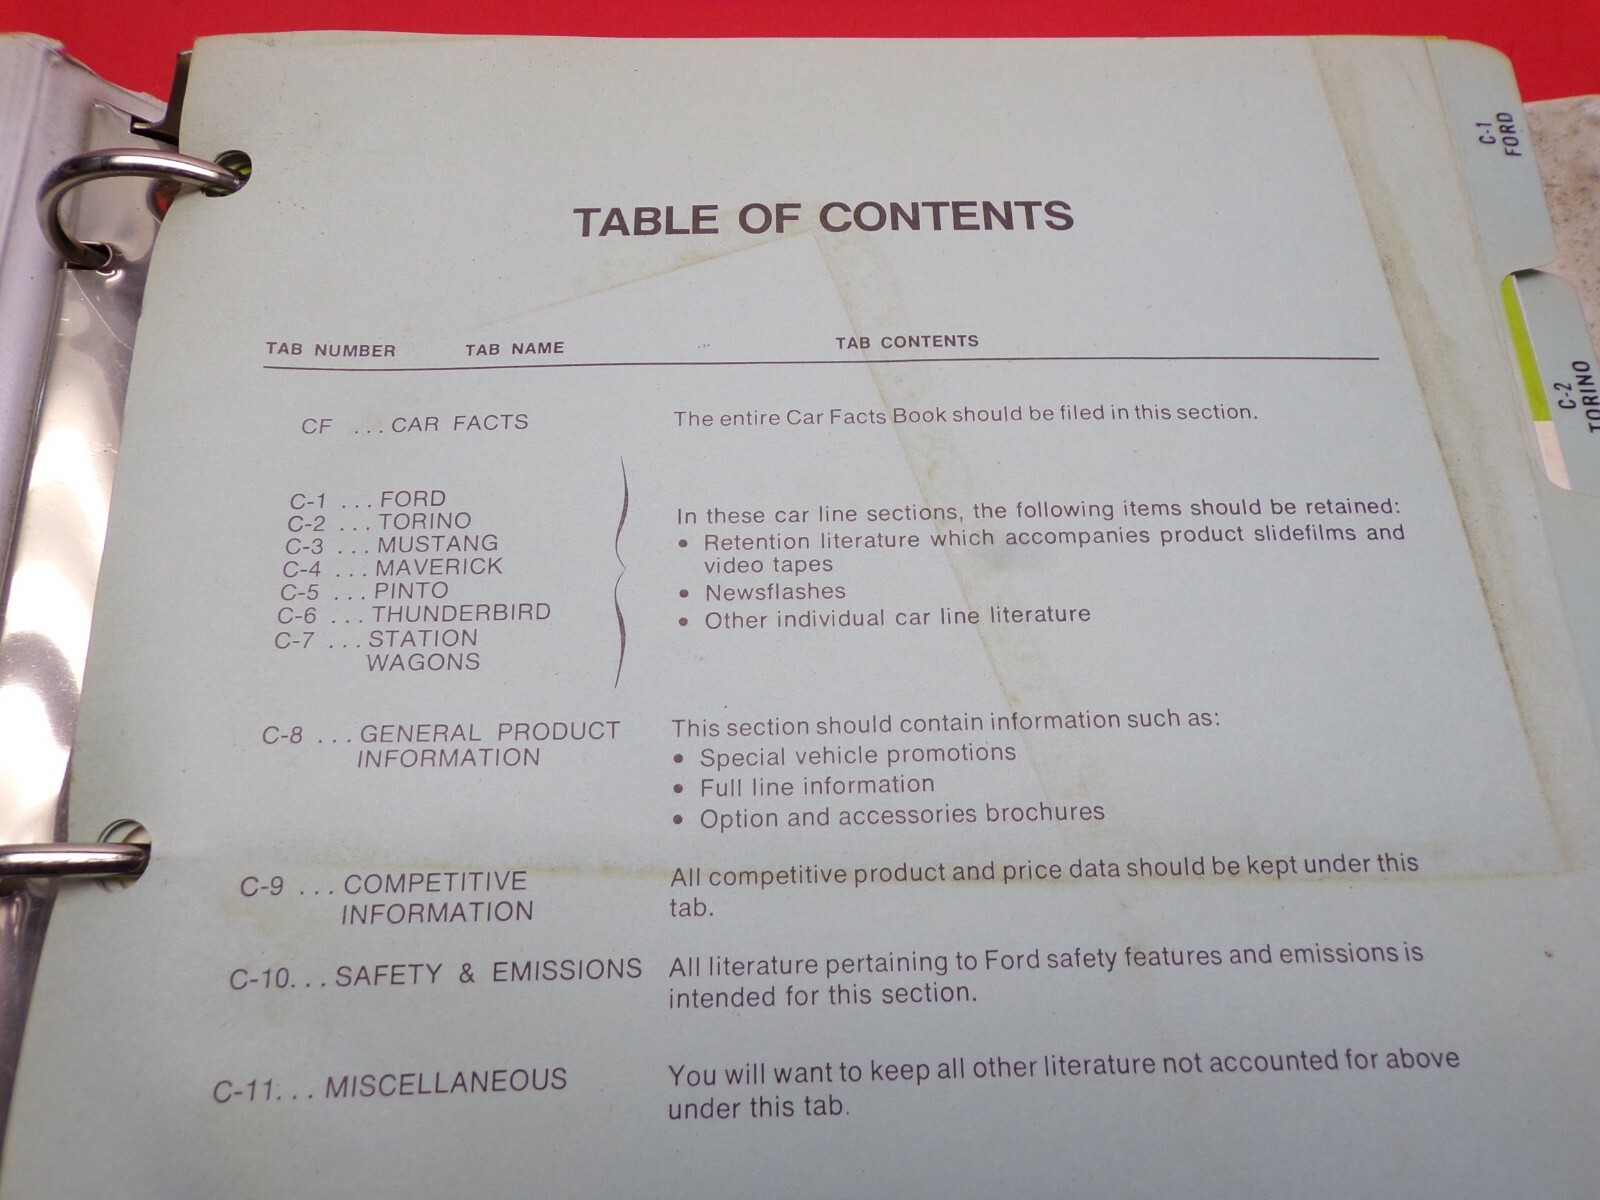 TABLE OF CONTENTS
TAB NUMBER TAB NAME TAB CONTENTS
CF ... CAR FACTS The entire Car Facts Book should be filed in this section.
C-1 ... FORD
C-2 ... TORINO
C-3 ... MUSTANG
C-4 ... MAVERICK
C-5 ... PINTO
C-6 ... THUNDERBIRD
C-7 ... STATION
WAGONS
In these car line sections, the following items should be retained:
• Retention literature which accompanies product slidefilms and
video tapes
• Newsflashes
• Other individual car line literature
C-8 ... GENERAL PRODUCT
INFORMATION
This section should contain information such as:
• Special vehicle promotions
• Full line information
• Option and accessories brochures
C-9 ... COMPETITIVE
INFORMATION
All competitive product and price data should be kept under this
tab.
C-10... SAFETY & EMISSIONS
All literature pertaining to Ford safety features and emissions is
intended for this section.
C-11... MISCELLANEOUS
You will want to keep all other literature not accounted for above
under this tab.
C-1
FORD
C-2
TORINO